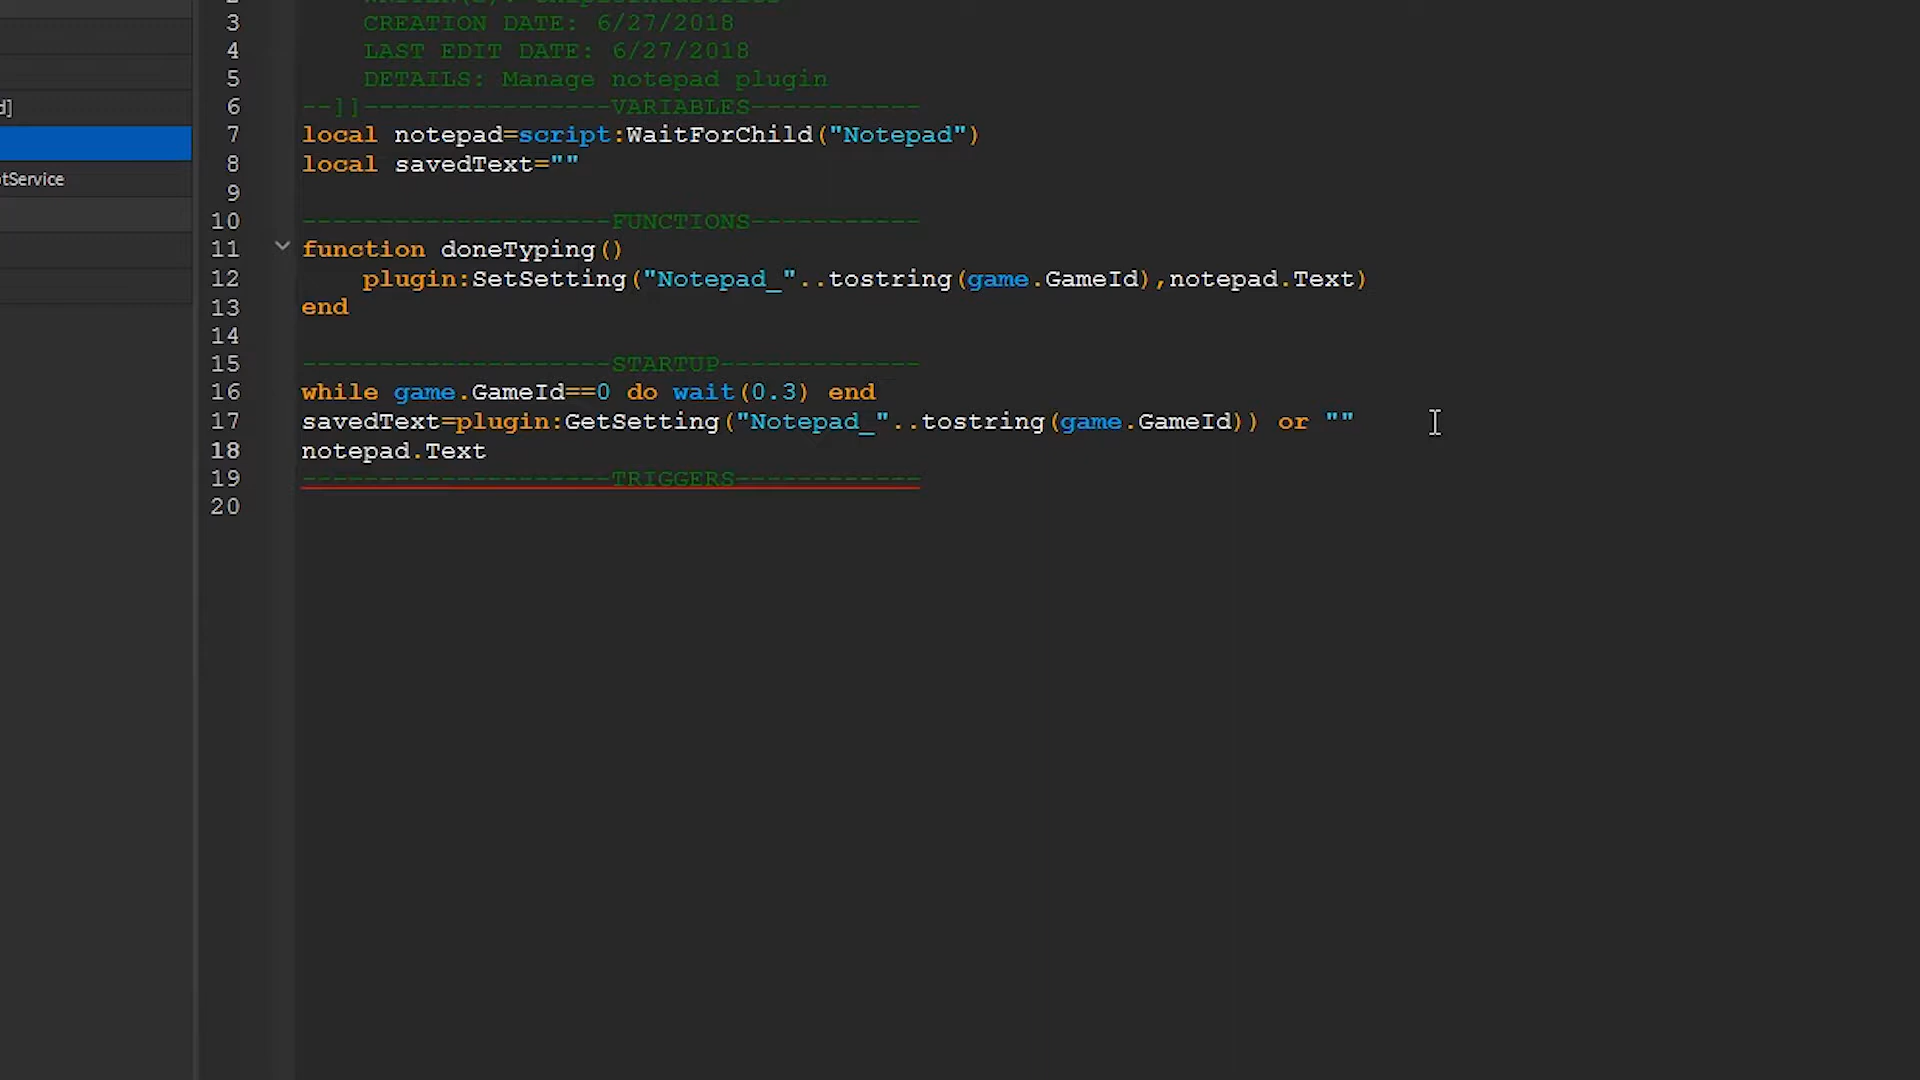 3 CREATION DATE: 6/27/2018
4 LAST EDIT DATE: 6/27/2018
5 DETAILS: Manage notepad plugin
d]
6 --]]----------------VARIABLES-----------
7 local notepad=script:WaitForChild("Notepad")
8 local savedText=""
tService
9
10 --------------------FUNCTIONS-----------
11 function doneTyping()
12 plugin:SetSetting("Notepad_"..tostring(game.GameId),notepad.Text)
13 end
14
15 --------------------STARTUP-------------
16 while game.GameId==0 do wait(0.3) end
17 savedText=plugin:GetSetting("Notepad_"..tostring(game.GameId)) or ""
18 notepad.Text
19 --------------------TRIGGERS------------
20